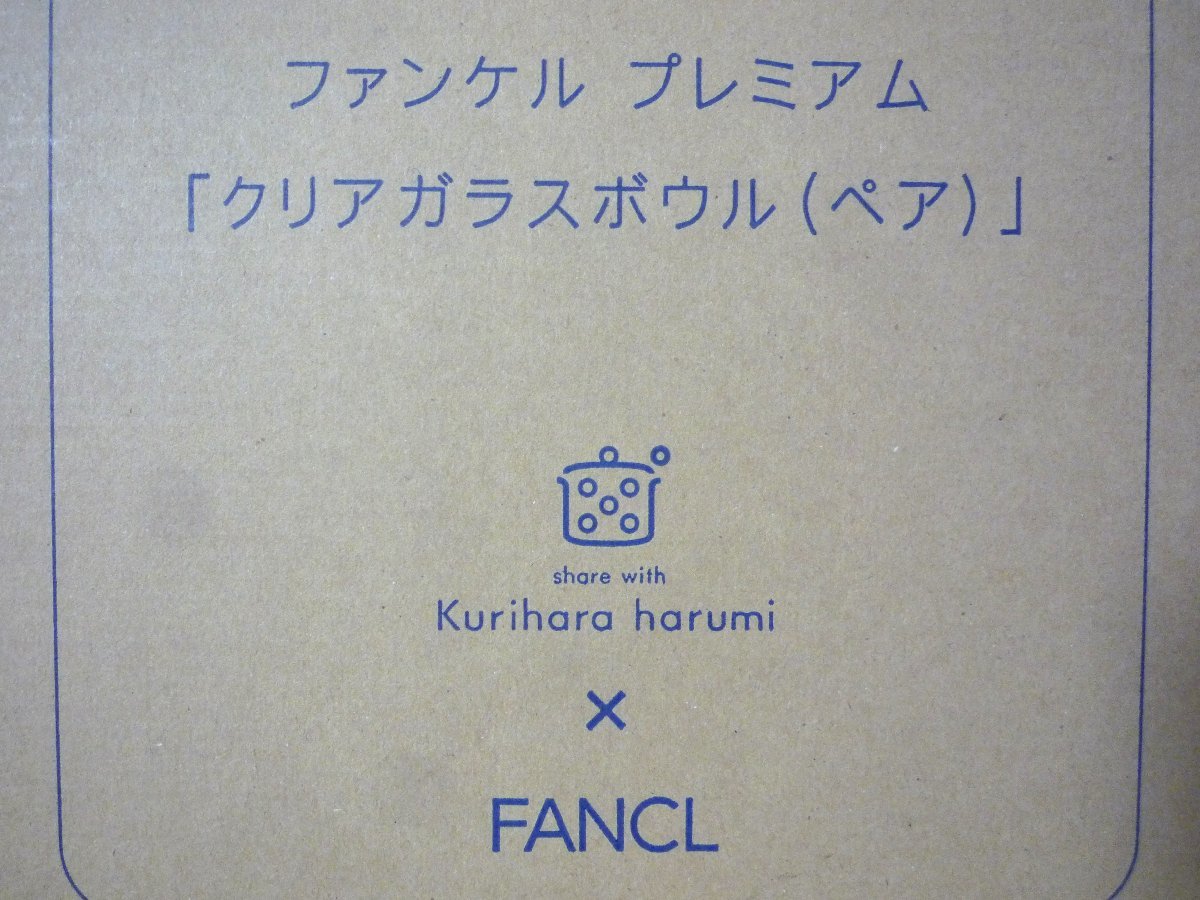 ファンケル プレミアム
「クリアガラスボウル(ペア)」
share with
Kurihara harumi
×
FANCL